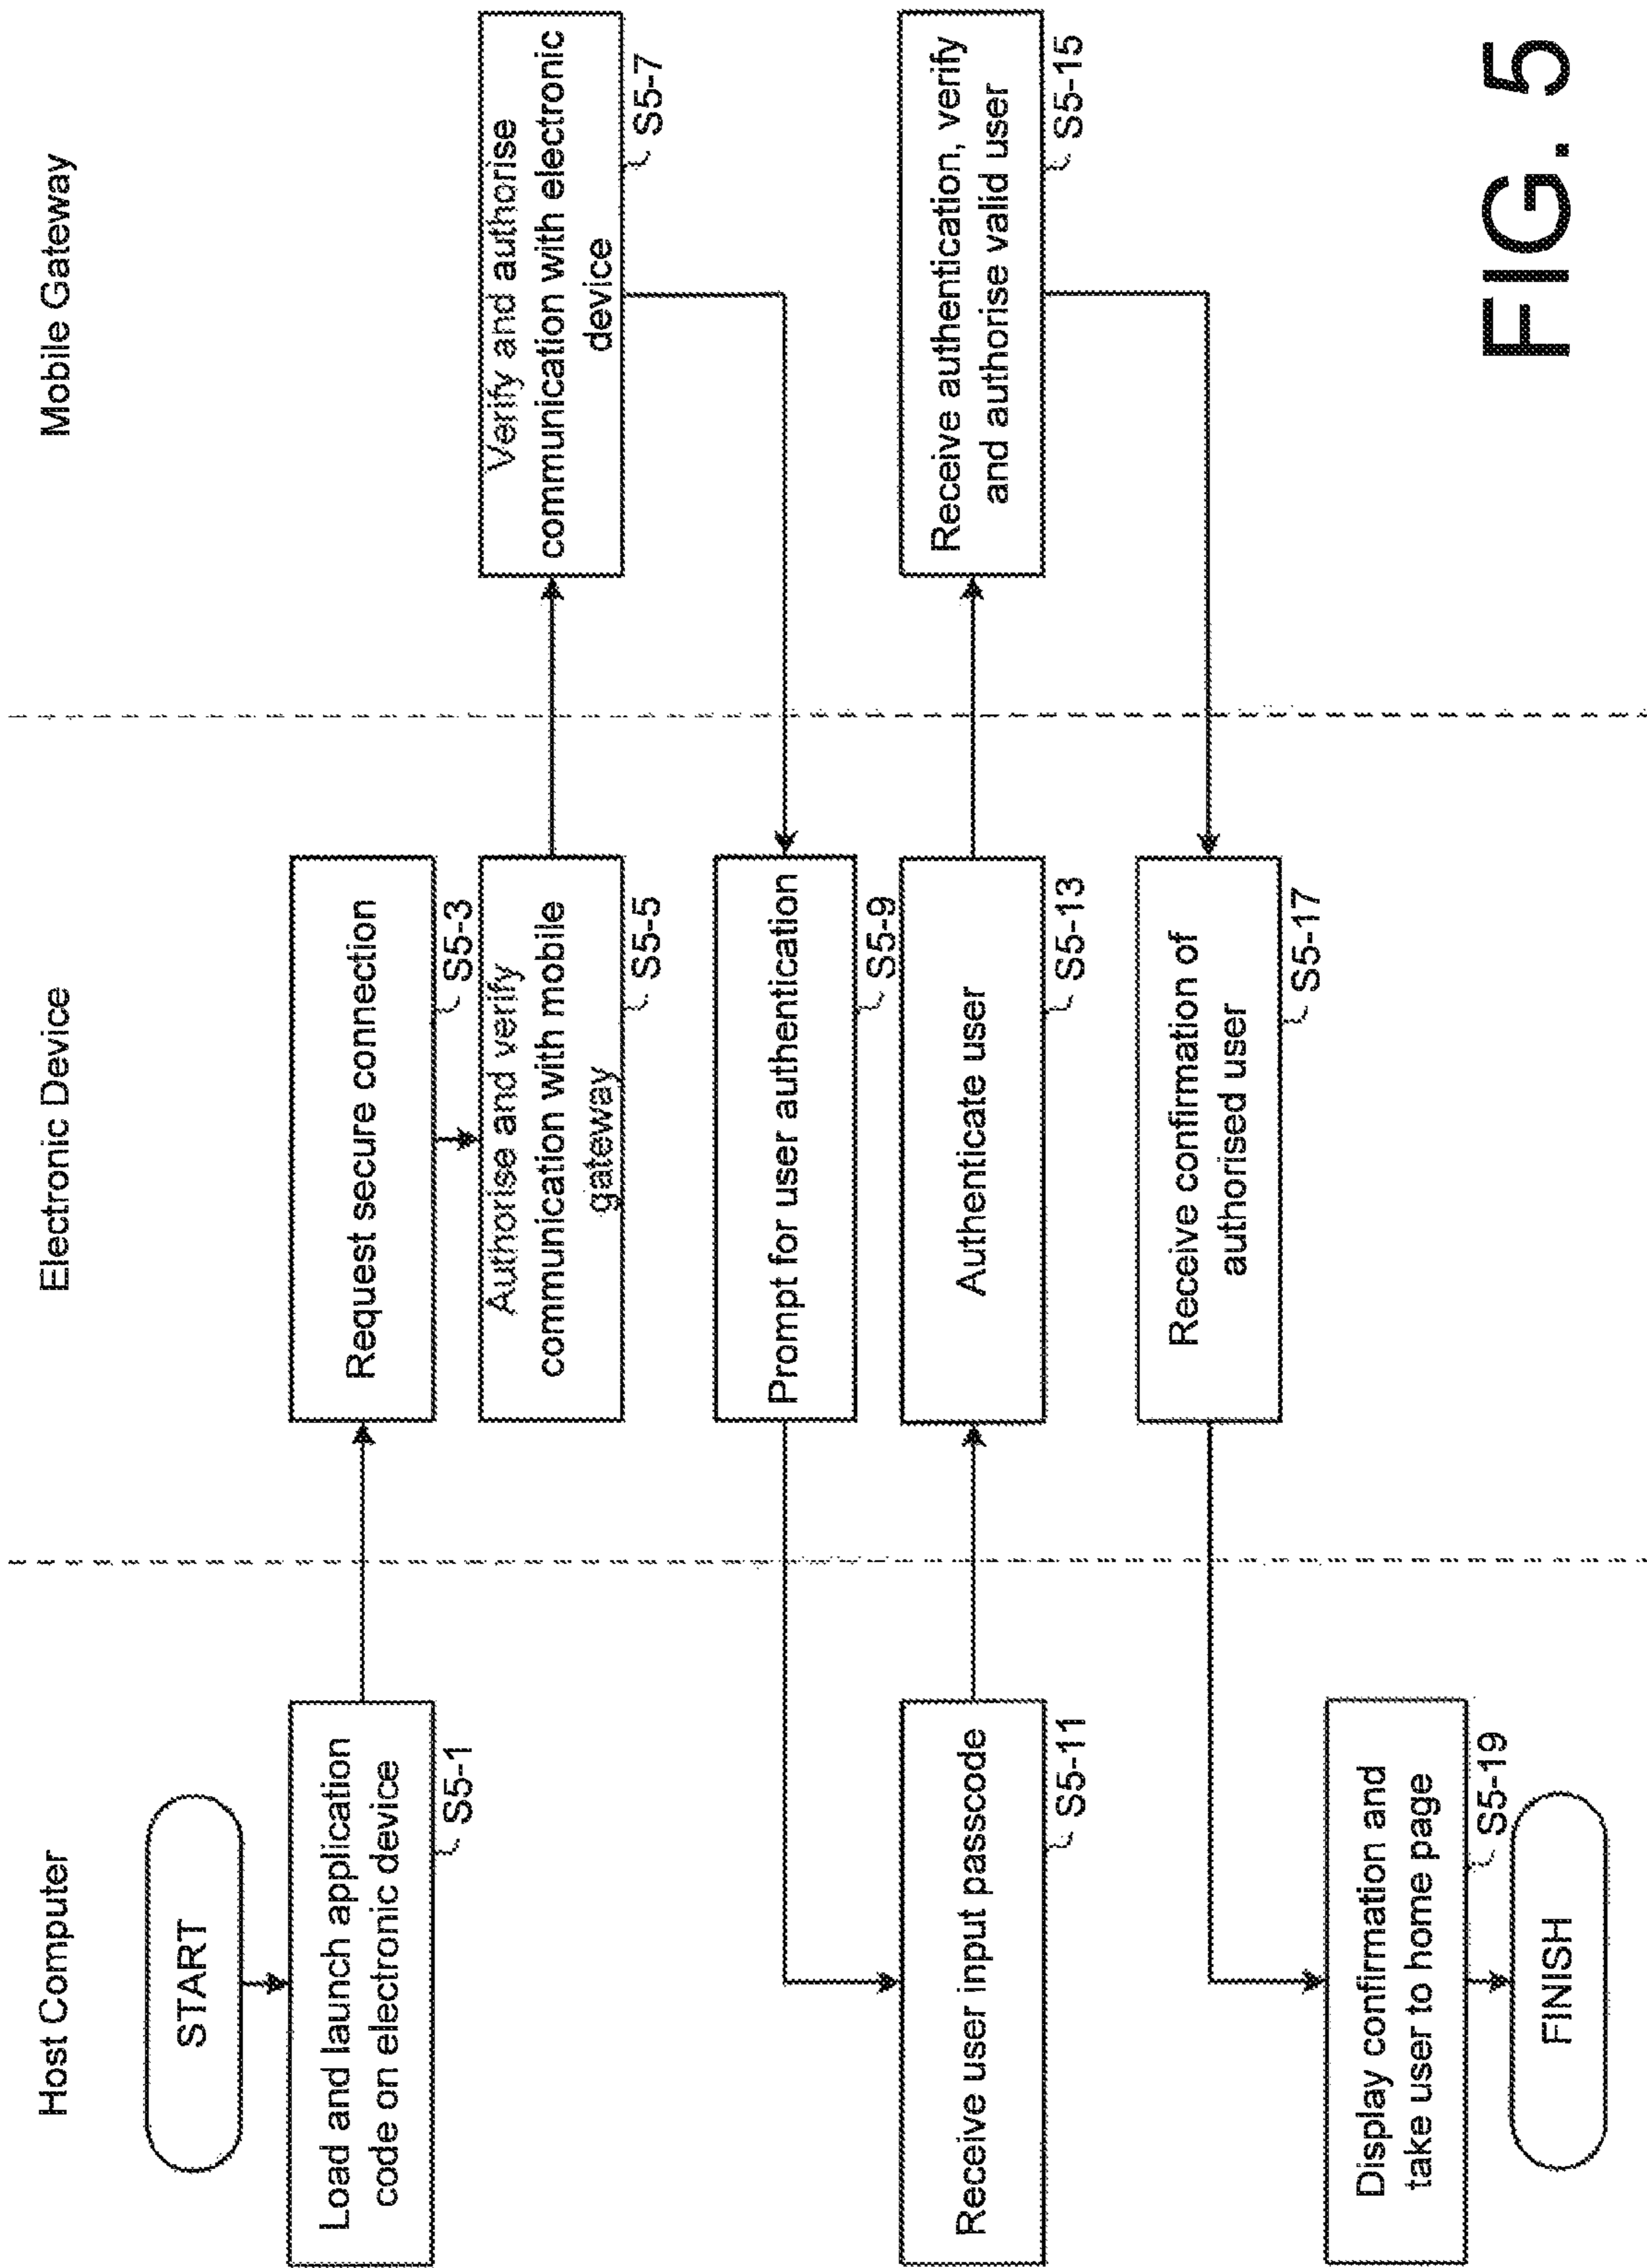 Host Computer
Electronic Device
Mobile Gateway
START
Load and launch application
code on electronic device
S5-1
Request secure connection
S5-3
Authorise and verify
communication with mobile
gateway
S5-5
Verify and authorise
communication with electronic
device
S5-7
Prompt for user authentication
S5-9
Receive user input passcode
S5-11
Authenticate user
S5-13
Receive authentication, verify
and authorise valid user
S5-15
Receive confirmation of
authorised user
S5-17
Display confirmation and
take user to home page
S5-19
FINISH
FIG. 5